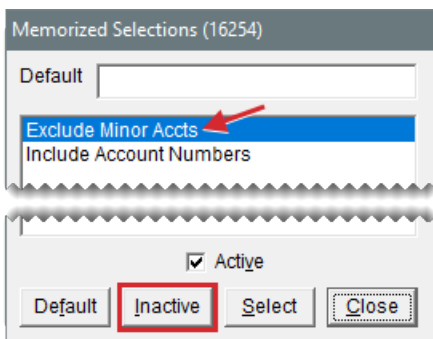 Memorized Selections (16254)
Default
Exclude Minor Accts
Include Account Numbers
Active
Default Inactive Select Close